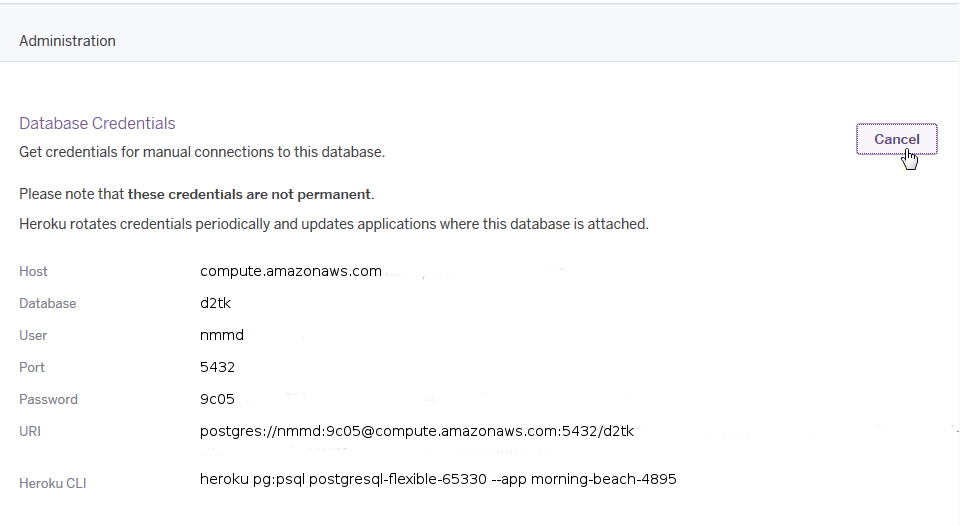 Administration
Database Credentials
Cancel
Get credentials for manual connections to this database.
Please note that these credentials are not permanent.
Heroku rotates credentials periodically and updates applications where this database is attached.
Host compute.amazonaws.com
Database d2tk
User nmmd
Port 5432
Password 9c05
URI postgres://nmmd:9c05@compute.amazonaws.com:5432/d2tk
Heroku CLI heroku pg:psql postgresql-flexible-65330 --app morning-beach-4895